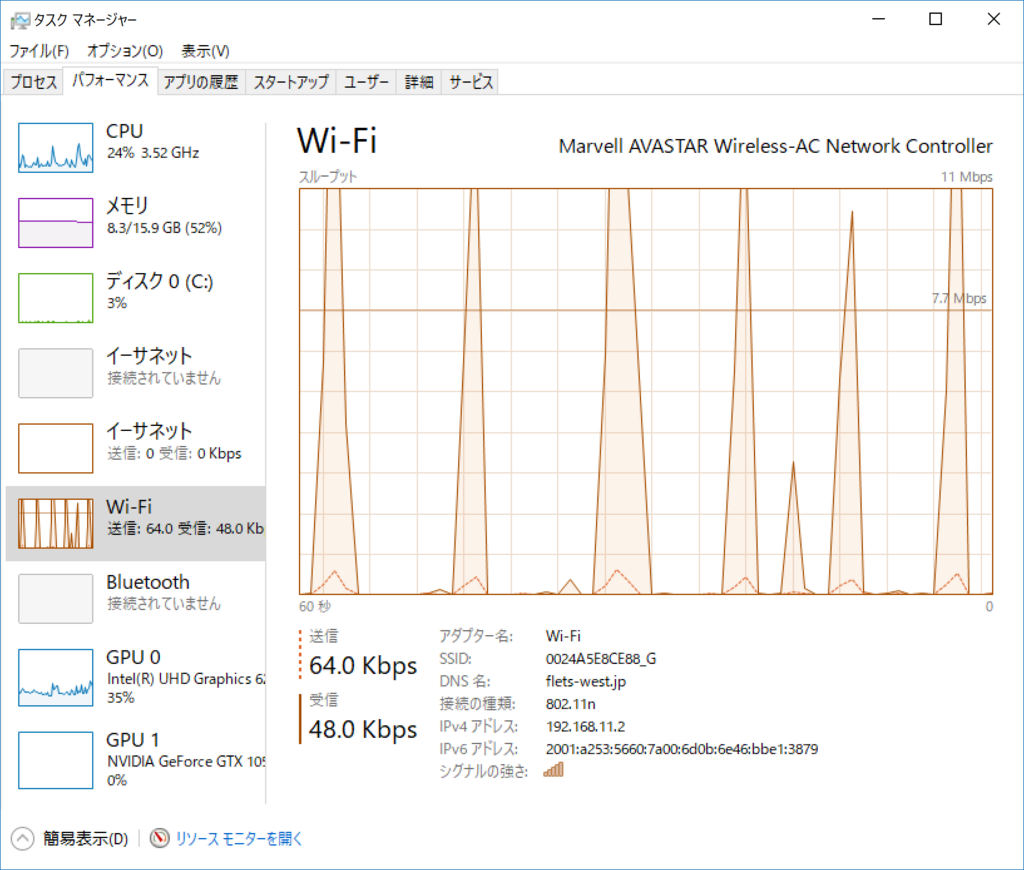 タスク マネージャー
ファイル(F) オプション(O) 表示(V)
プロセス パフォーマンス アプリの履歴 スタートアップ ユーザー 詳細 サービス
CPU
24% 3.52 GHz
メモリ
8.3/15.9 GB (52%)
ディスク 0 (C:)
3%
イーサネット
接続されていません
イーサネット
送信: 0 受信: 0 Kbps
Wi-Fi
送信: 64.0 受信: 48.0 Kb
Bluetooth
接続されていません
GPU 0
Intel(R) UHD Graphics 62
35%
GPU 1
NVIDIA GeForce GTX 105
0%
Wi-Fi
Marvell AVASTAR Wireless-AC Network Controller
スループット
11 Mbps
7.7 Mbps
60 秒
0
送信
64.0 Kbps
受信
48.0 Kbps
アダプター名: Wi-Fi
SSID: 0024A5E8CE88_G
DNS 名: flets-west.jp
接続の種類: 802.11n
IPv4 アドレス: 192.168.11.2
IPv6 アドレス: 2001:a253:5660:7a00:6d0b:6e46:bbe1:3879
シグナルの強さ:
簡易表示(D)
リソース モニターを開く